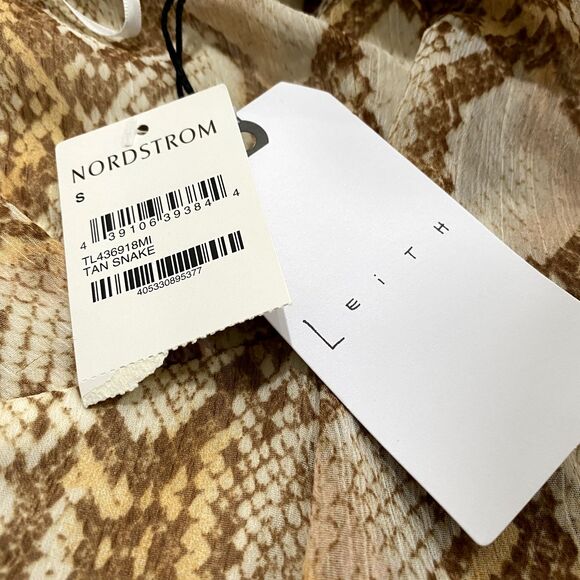 NORDSTROM
S
4 39106 39384 4
TL436918MI
TAN SNAKE
405330895377
LEiTH